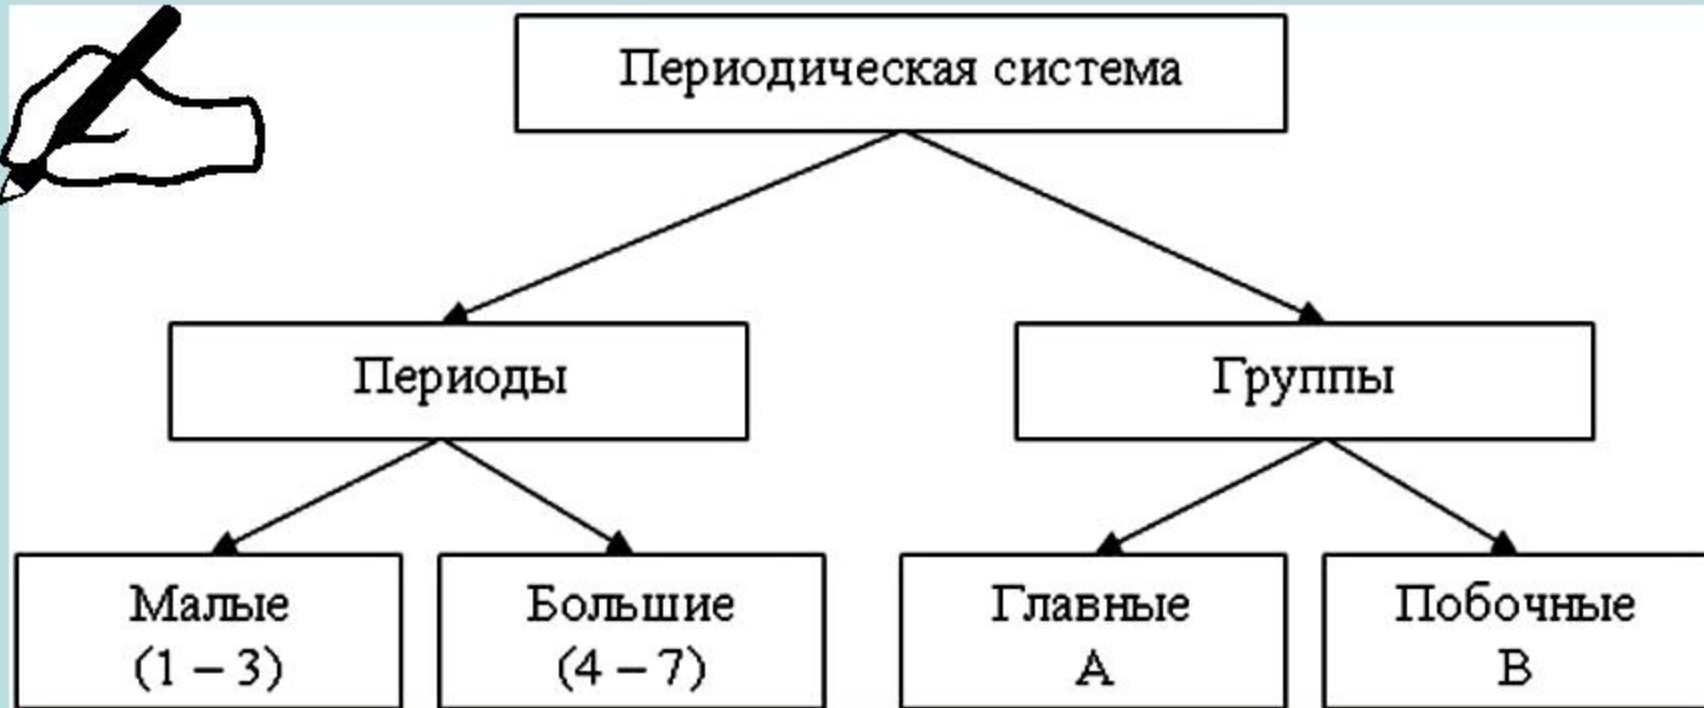 Периодическая система
Периоды
Группы
Малые
(1 – 3)
Большие
(4 – 7)
Главные
А
Побочные
В